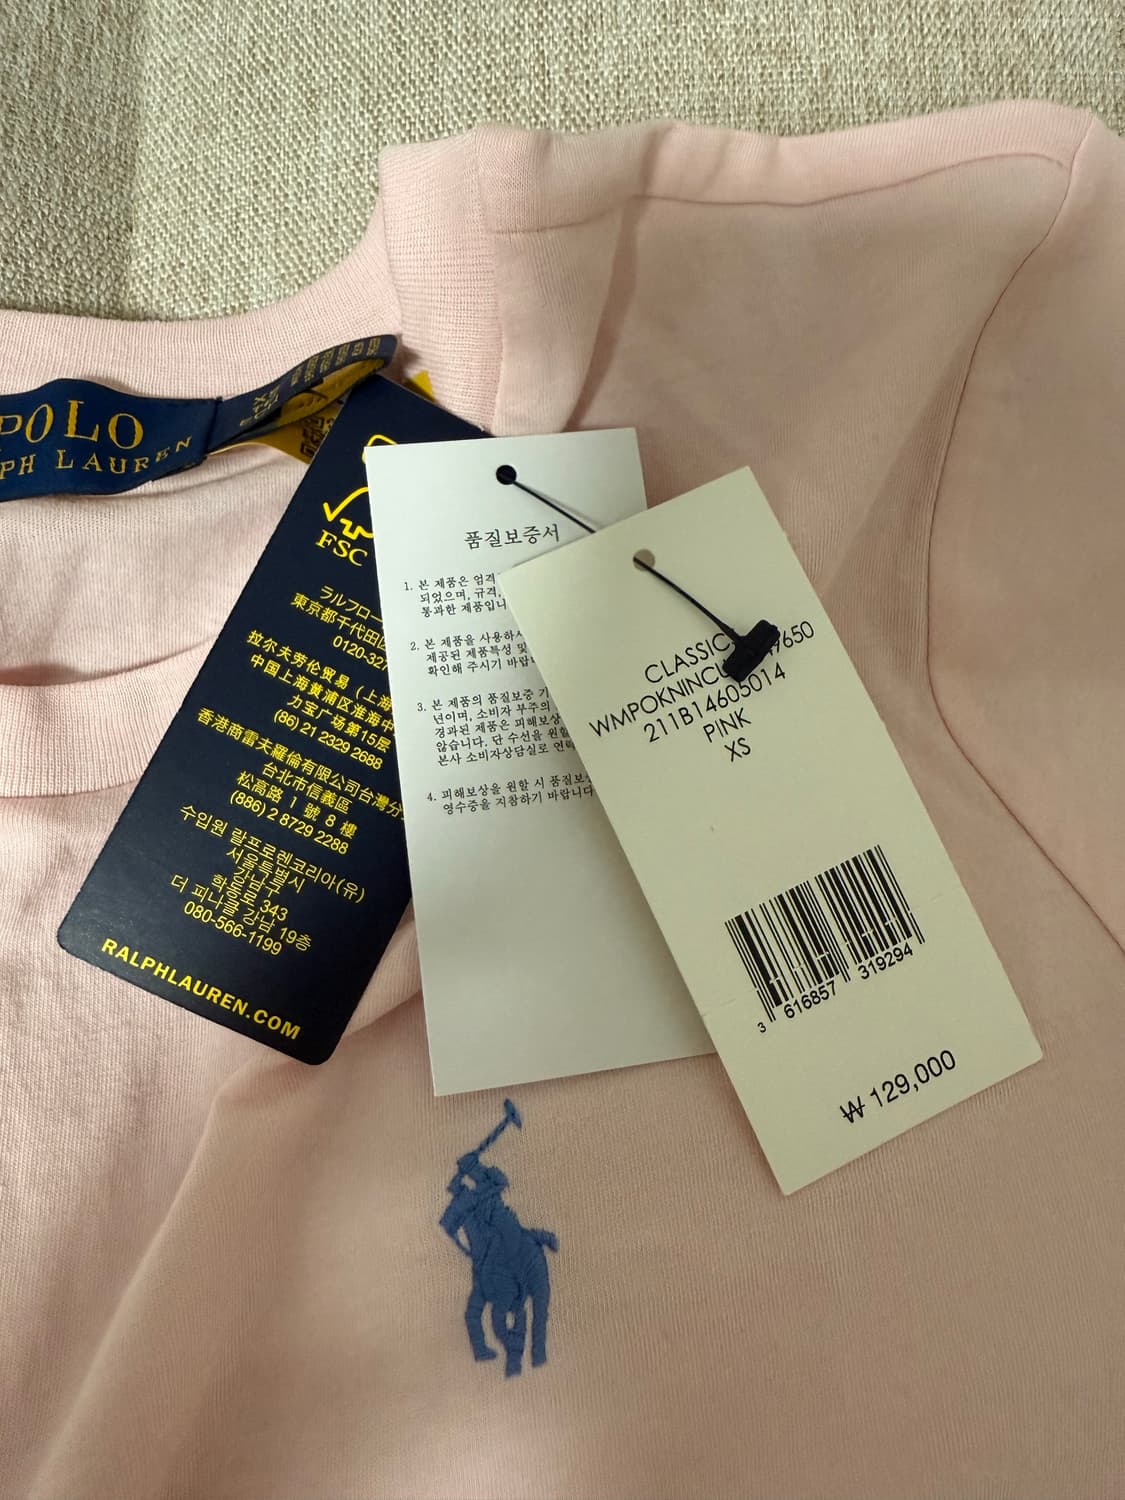 POLO
LAUREN
FSC
東京都千代田
0120-327
拉尔夫劳伦贸易 (上海
中国上海黄浦区淮海中
力宝广场第15层
(86) 21 2329 2688
香港商雷夫羅倫有限公司台灣分
台北市信義區
松高路 1 號 8 樓
(886) 2 8729 2288
수입원 랄프로렌코리아(유)
서울특별시
강남구
학동로 343
더 피나클 강남 19층
080-566-1199
RALPHLAUREN.COM
품질보증서
1. 본 제품은 엄격
되었으며, 규격,
통과한 제품입니
2. 본 제품을 사용하시
제공된 제품특성 및
확인해 주시기 바랍
3. 본 제품의 품질보증 기
년이며, 소비자 부주의
경과된 제품은 피해보상
않습니다. 단 수선을 원할
본사 소비자상담실로 연락
4. 피해보상을 원할 시 품질보
영수증을 지참하기 바랍니다
CLASSIC 9650
WMPOKNINCU
211B14605014
PINK
XS
3 616857 319294
₩ 129,000